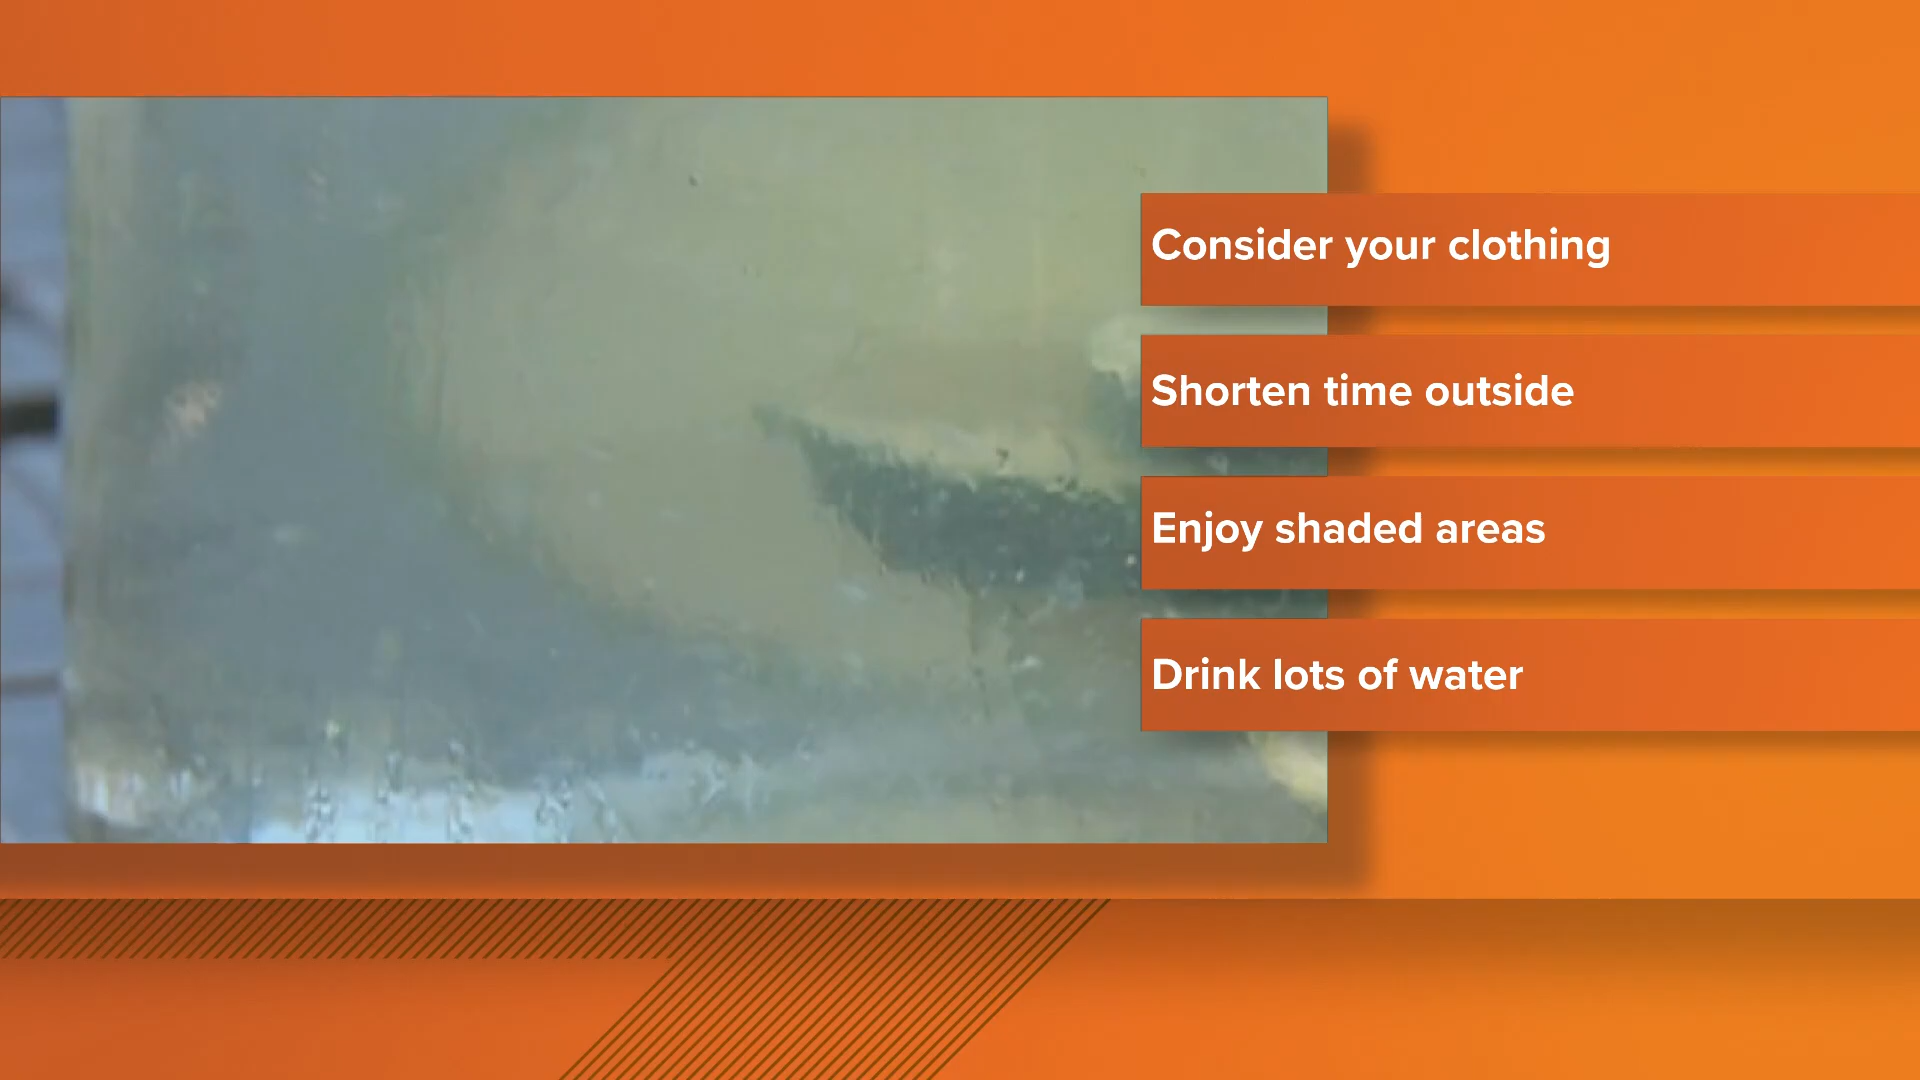 Consider your clothing
Shorten time outside
Enjoy shaded areas
Drink lots of water